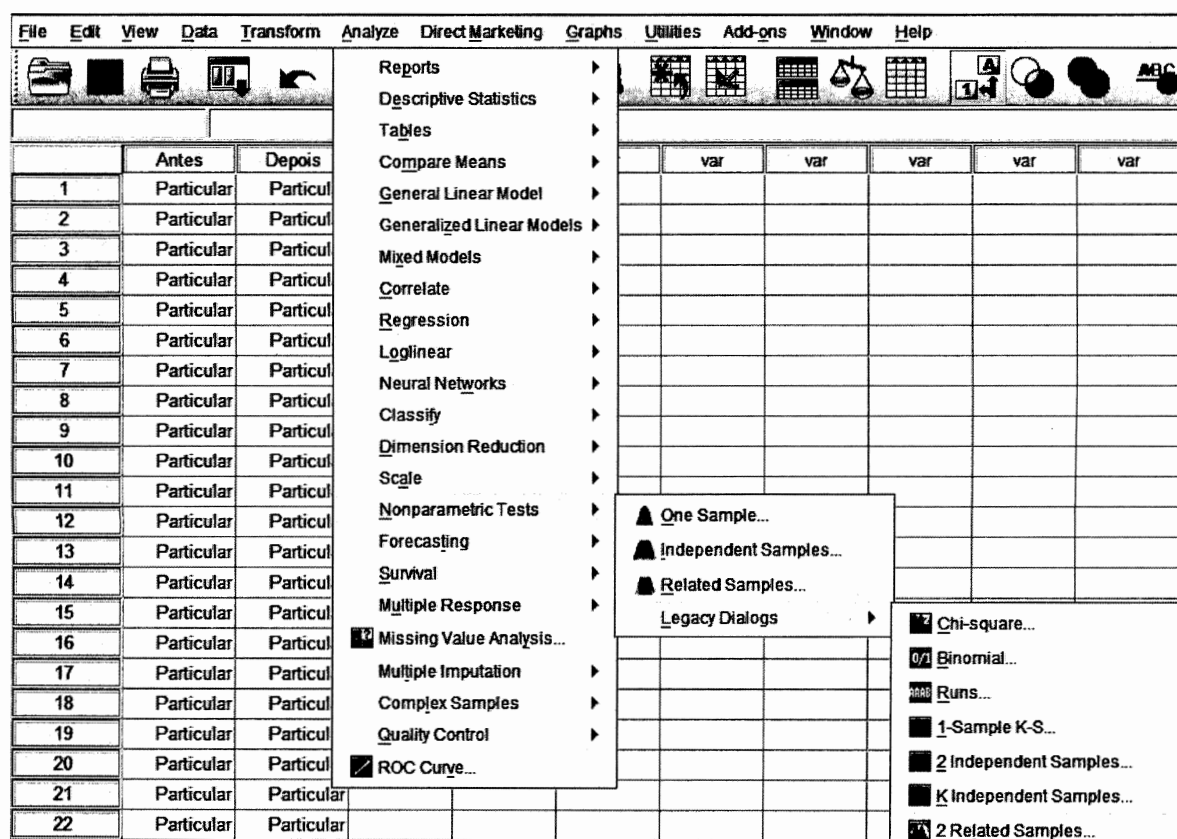 File Edit View Data Transform Analyze Direct Marketing Graphs Utilities Add-ons Window Help
Antes Depois var var var var var
1 Particular Particul
2 Particular Particul
3 Particular Particul
4 Particular Particul
5 Particular Particul
6 Particular Particul
7 Particular Particul
8 Particular Particul
9 Particular Particul
10 Particular Particul
11 Particular Particul
12 Particular Particul
13 Particular Particul
14 Particular Particul
15 Particular Particul
16 Particular Particul
17 Particular Particul
18 Particular Particul
19 Particular Particul
20 Particular Particul
21 Particular Particular
22 Particular Particular
Reports
Descriptive Statistics
Tables
Compare Means
General Linear Model
Generalized Linear Models
Mixed Models
Correlate
Regression
Loglinear
Neural Networks
Classify
Dimension Reduction
Scale
Nonparametric Tests
Forecasting
Survival
Multiple Response
Missing Value Analysis...
Multiple Imputation
Complex Samples
Quality Control
ROC Curve...
One Sample...
Independent Samples...
Related Samples...
Legacy Dialogs
Chi-square...
0/1 Binomial...
Runs...
1-Sample K-S...
2 Independent Samples...
K Independent Samples...
2 Related Samples...